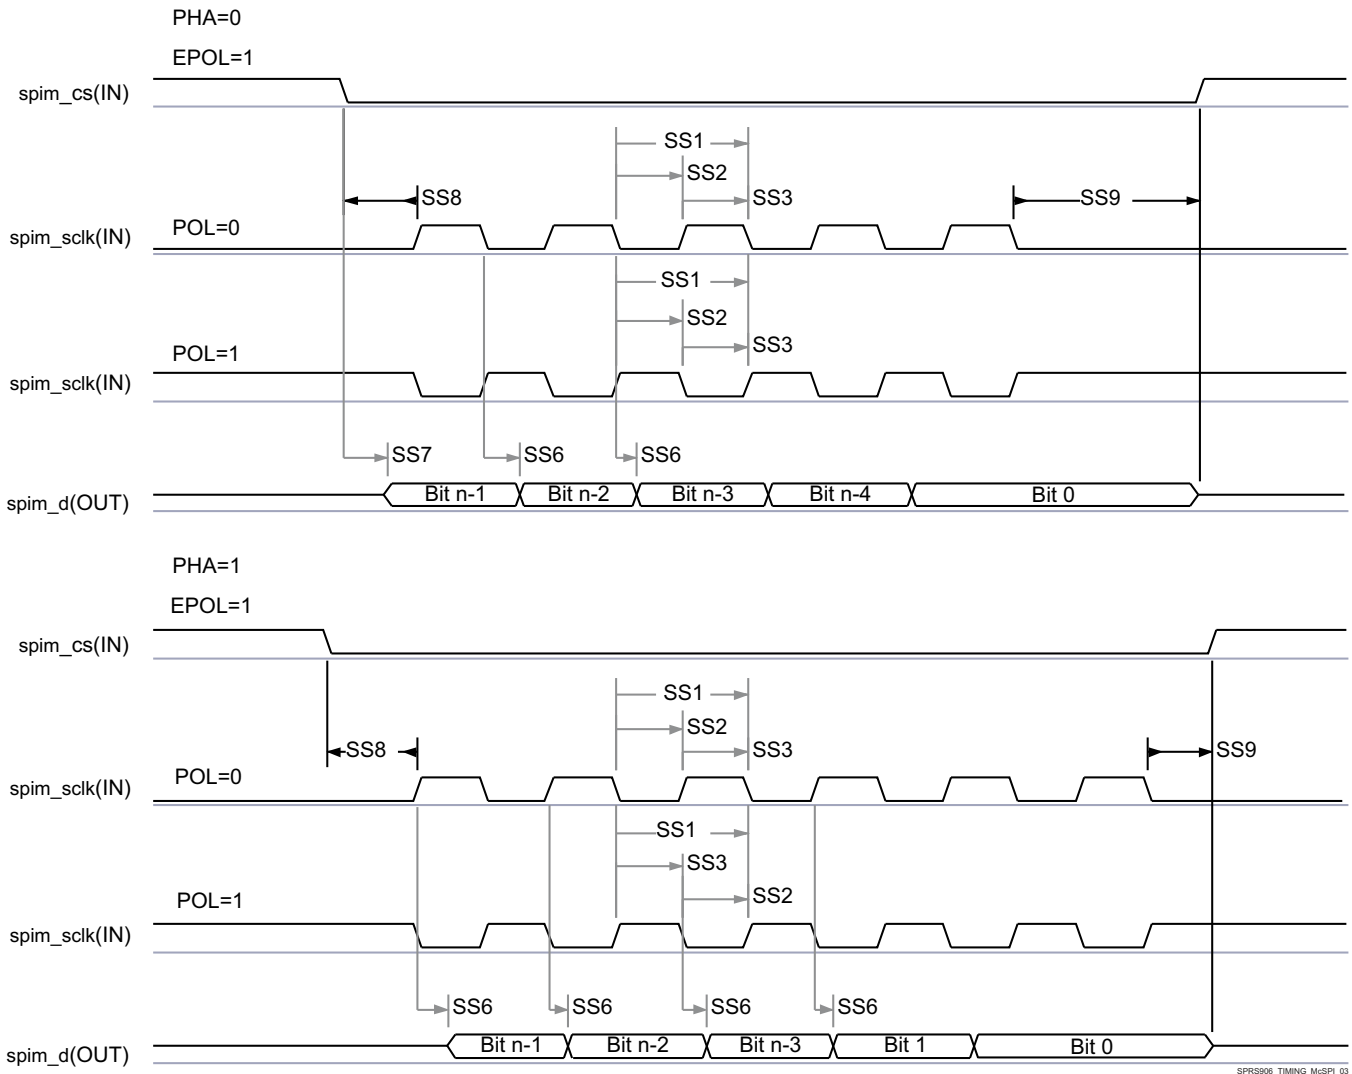 PHA=0
EPOL=1
spim_cs(IN)
SS1
SS2
SS8
SS3
SS9
POL=0
spim_sclk(IN)
SS1
SS2
SS3
POL=1
spim_sclk(IN)
SS7
SS6
SS6
Bit n-1
Bit n-2
Bit n-3
Bit n-4
Bit 0
spim_d(OUT)
PHA=1
EPOL=1
spim_cs(IN)
SS1
SS2
SS8
SS3
SS9
POL=0
spim_sclk(IN)
SS1
SS3
SS2
POL=1
spim_sclk(IN)
SS6
SS6
SS6
SS6
Bit n-1
Bit n-2
Bit n-3
Bit 1
Bit 0
spim_d(OUT)
SPRS906_TIMING_McSPI_03